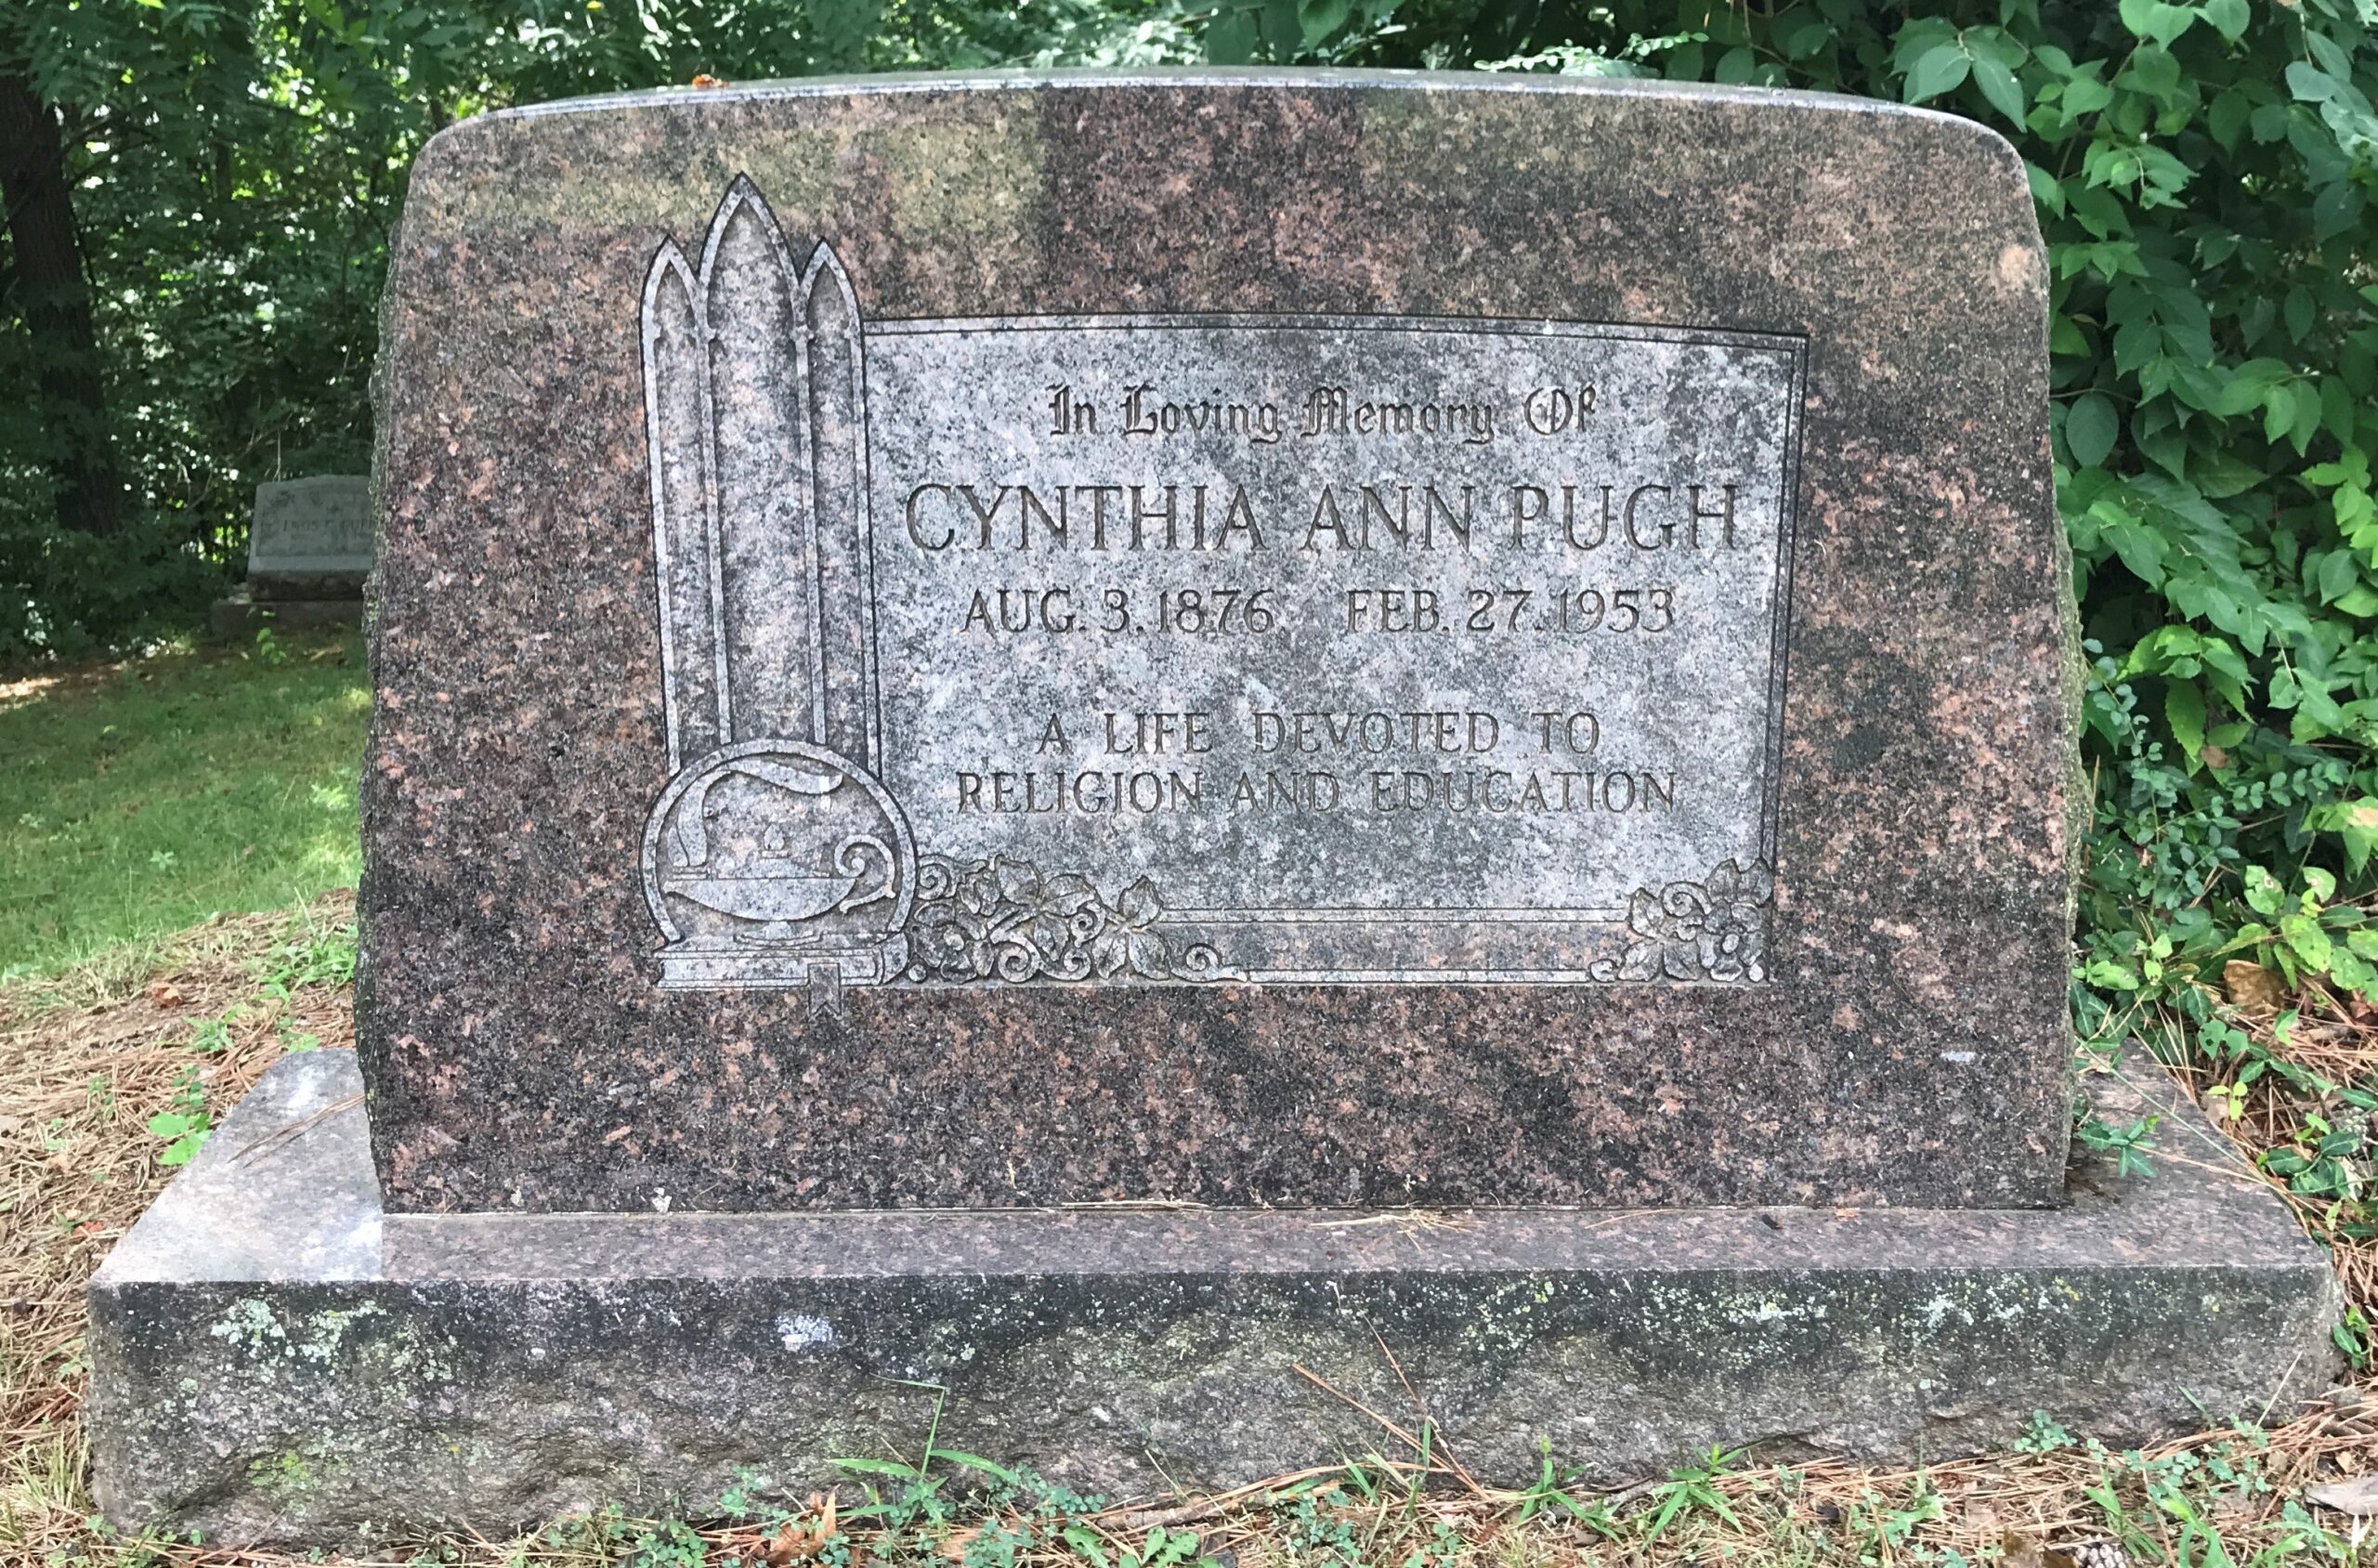 In Loving Memory Of
CYNTHIA ANN PUGH
AUG. 3. 1876 FEB. 27. 1953
A LIFE DEVOTED TO
RELIGION AND EDUCATION